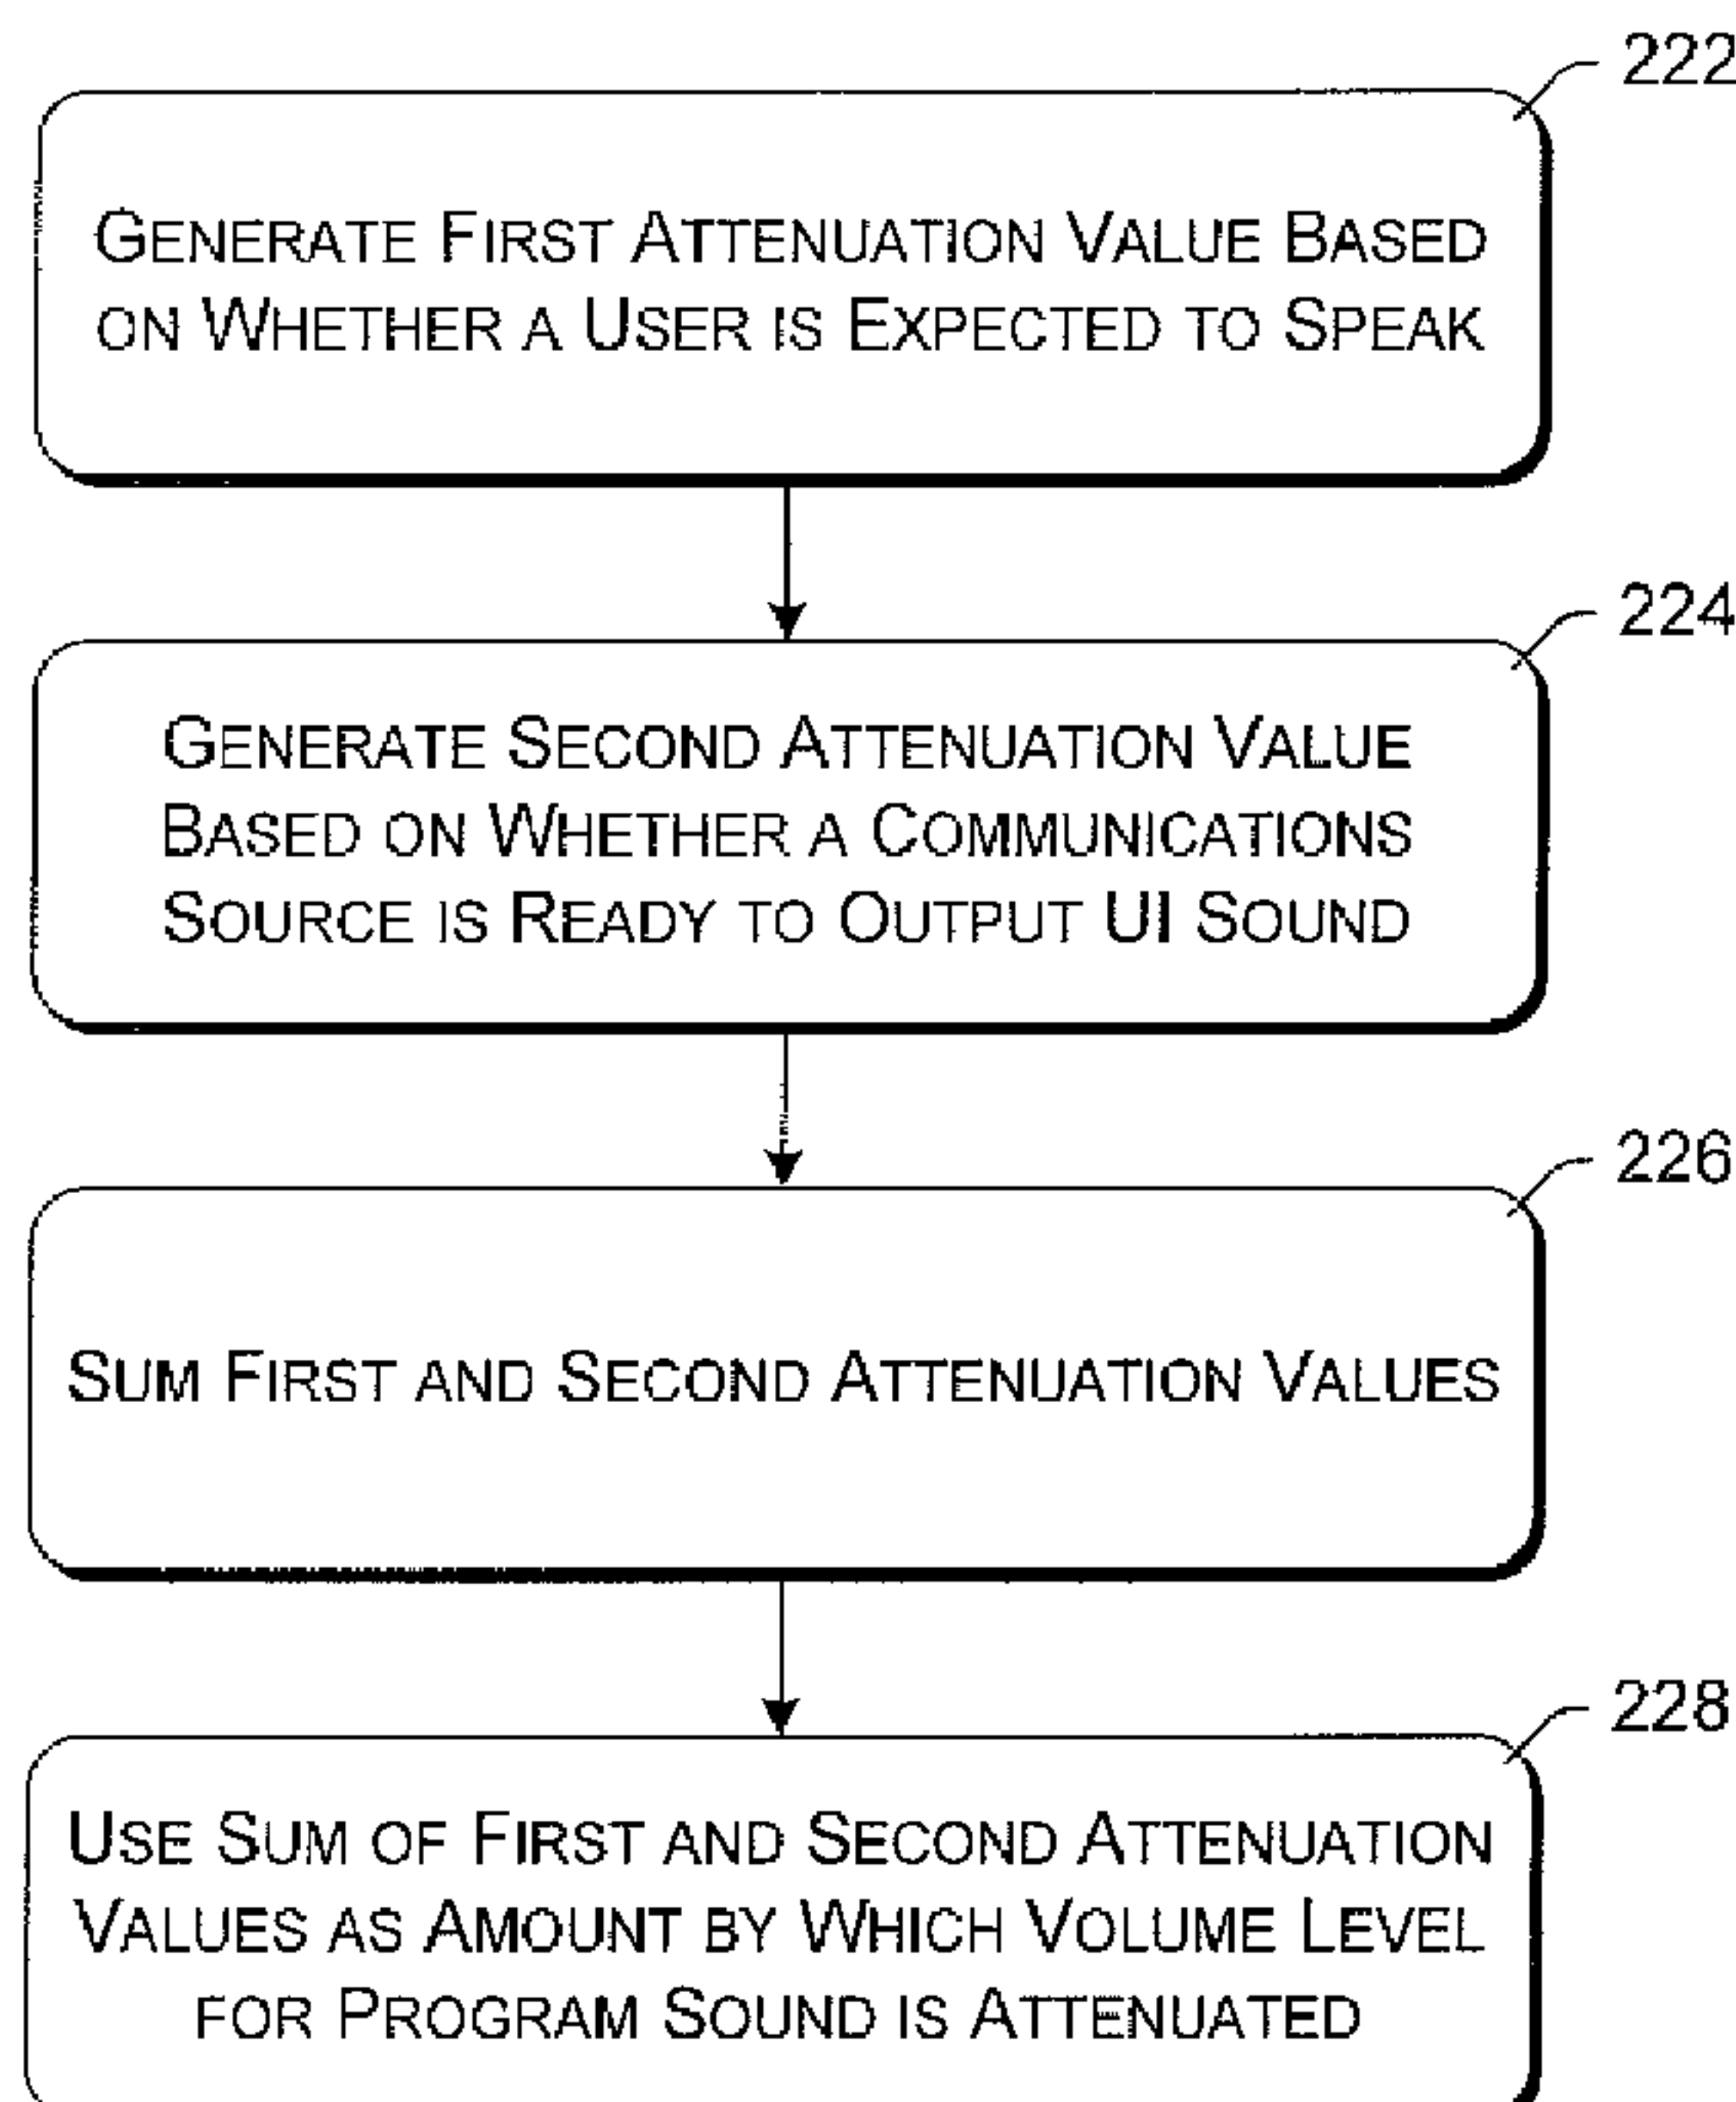 222
GENERATE FIRST ATTENUATION VALUE BASED
ON WHETHER A USER IS EXPECTED TO SPEAK
224
GENERATE SECOND ATTENUATION VALUE
BASED ON WHETHER A COMMUNICATIONS
SOURCE IS READY TO OUTPUT UI SOUND
226
SUM FIRST AND SECOND ATTENUATION VALUES
228
USE SUM OF FIRST AND SECOND ATTENUATION
VALUES AS AMOUNT BY WHICH VOLUME LEVEL
FOR PROGRAM SOUND IS ATTENUATED